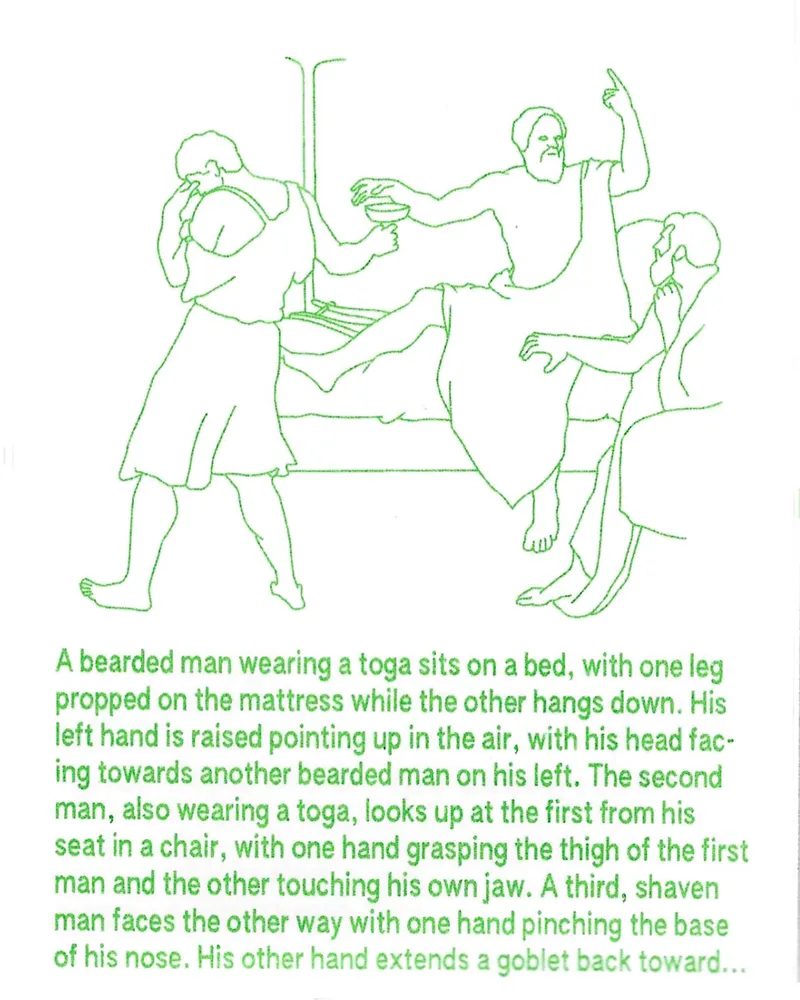 A bearded man wearing a toga sits on a bed, with one leg
propped on the mattress while the other hangs down. His
left hand is raised pointing up in the air, with his head fac-
ing towards another bearded man on his left. The second
man, also wearing a toga, looks up at the first from his
seat in a chair, with one hand grasping the thigh of the first
man and the other touching his own jaw. A third, shaven
man faces the other way with one hand pinching the base
of his nose. His other hand extends a goblet back toward...